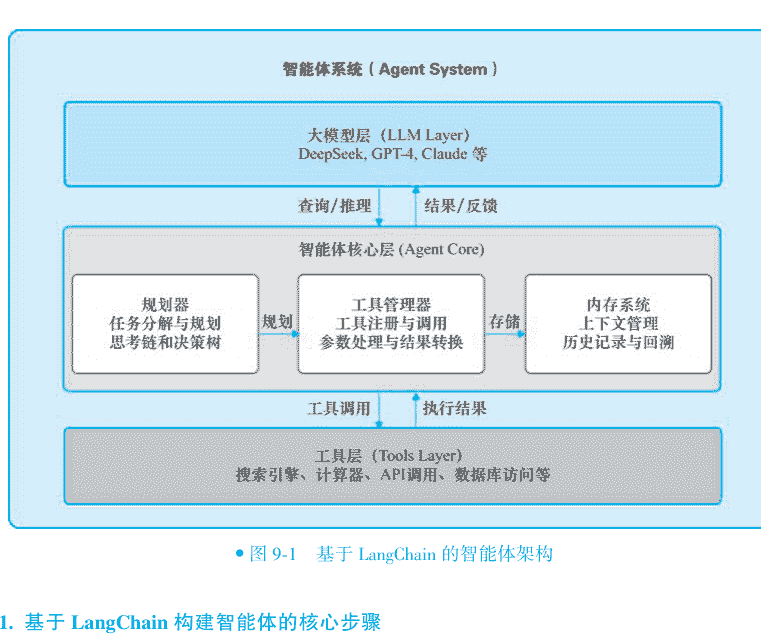 智能体系统（Agent System）
大模型层（LLM Layer）
DeepSeek, GPT-4, Claude 等
查询/推理
结果/反馈
智能体核心层 (Agent Core)
规划器
任务分解与规划
思考链和决策树
规划
工具管理器
工具注册与调用
参数处理与结果转换
存储
内存系统
上下文管理
历史记录与回溯
工具调用
执行结果
工具层（Tools Layer）
搜索引擎、计算器、API调用、数据库访问等
●图 9-1 基于 LangChain 的智能体架构
1. 基于 LangChain 构建智能体的核心步骤